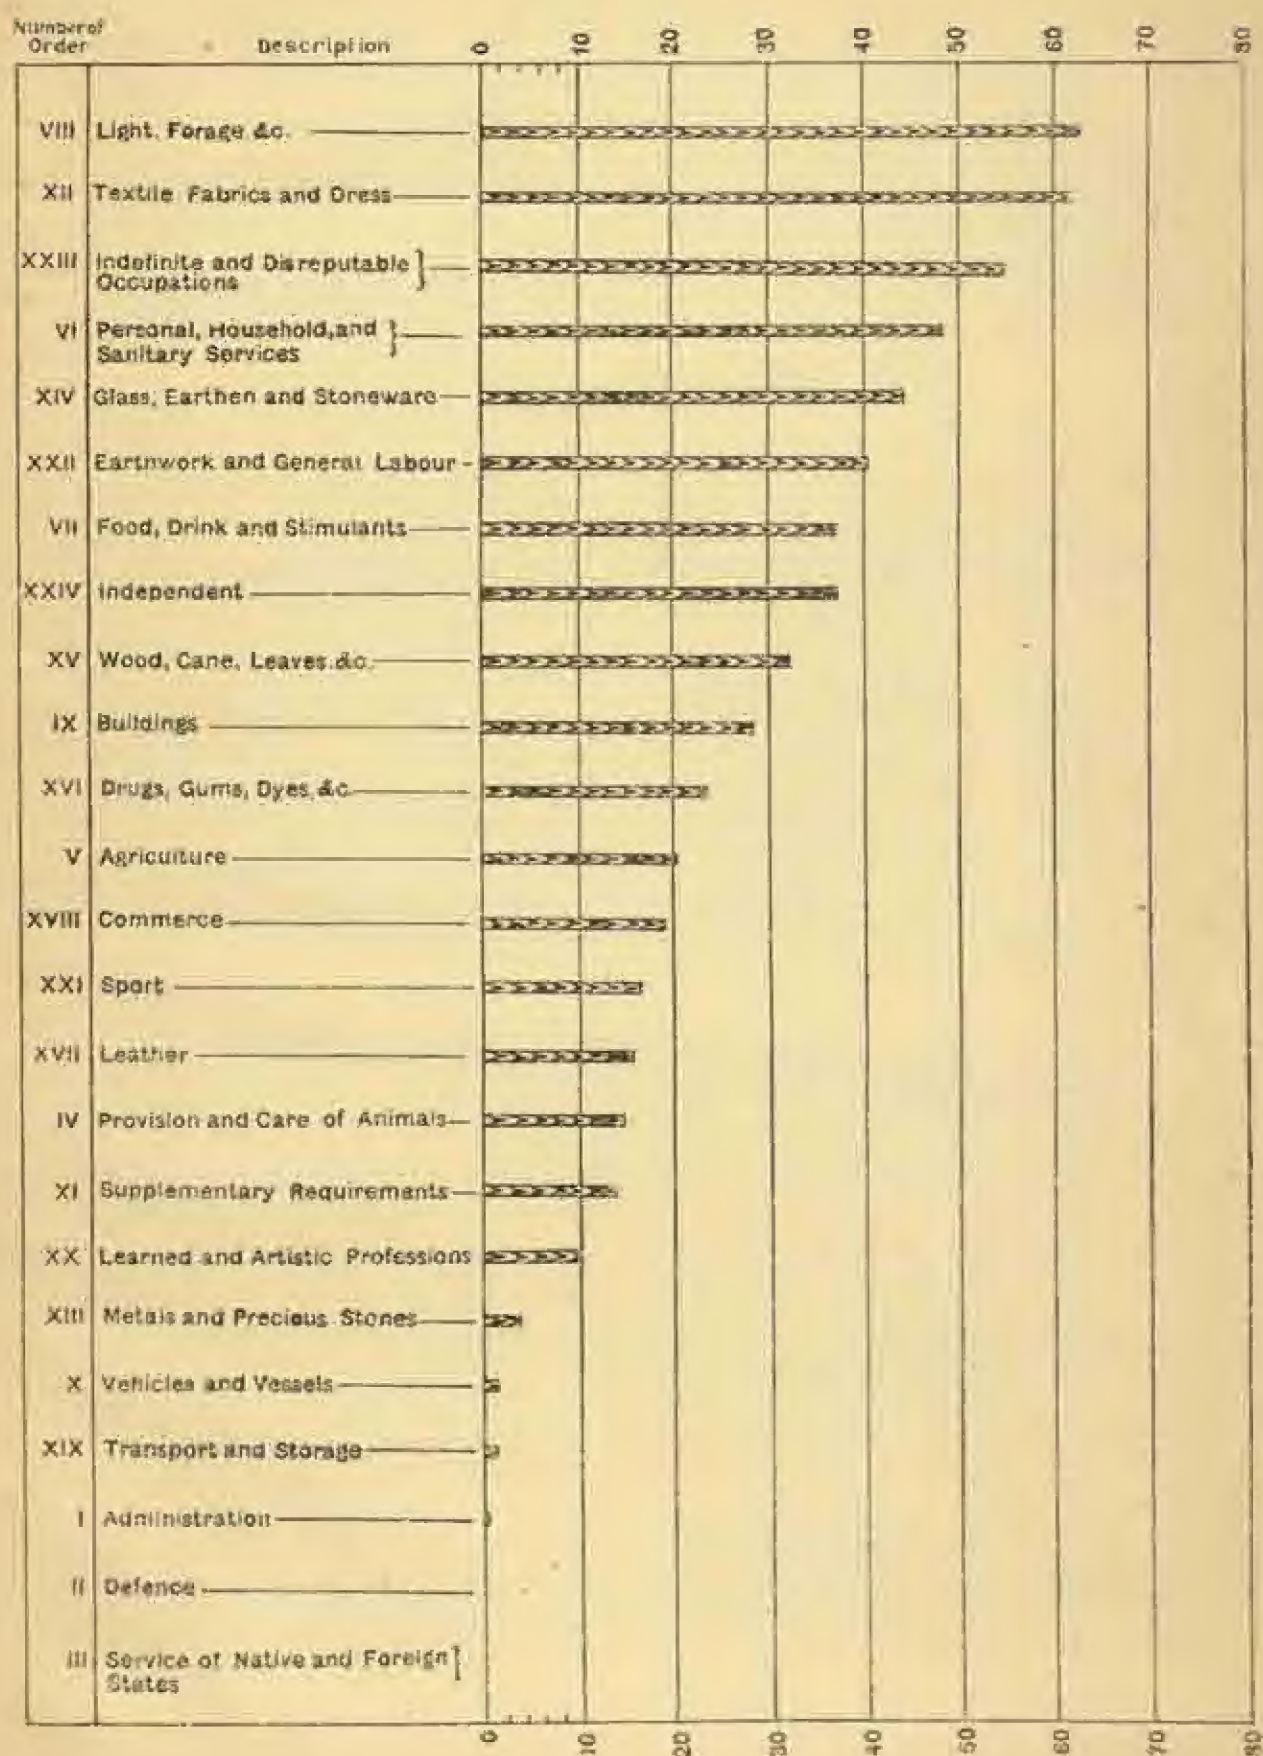 Number of
Order Description 0 10 20 30 40 50 60 70 80
VIII Light, Forage &c.
XII Textile Fabrics and Dress
XXIII Indefinite and Disreputable
Occupations
VI Personal, Household, and
Sanitary Services
XIV Glass, Earthen and Stoneware
XXII Earthwork and General Labour
VII Food, Drink and Stimulants
XXIV Independent
XV Wood, Cane, Leaves &c.
IX Buildings
XVI Drugs, Gums, Dyes, &c
V Agriculture
XVIII Commerce
XXI Sport
XVII Leather
IV Provision and Care of Animals
XI Supplementary Requirements
XX Learned and Artistic Professions
XIII Metals and Precious Stones
X Vehicles and Vessels
XIX Transport and Storage
I Administration
II Defence
III Service of Native and Foreign
States
0 10 20 30 40 50 60 70 80